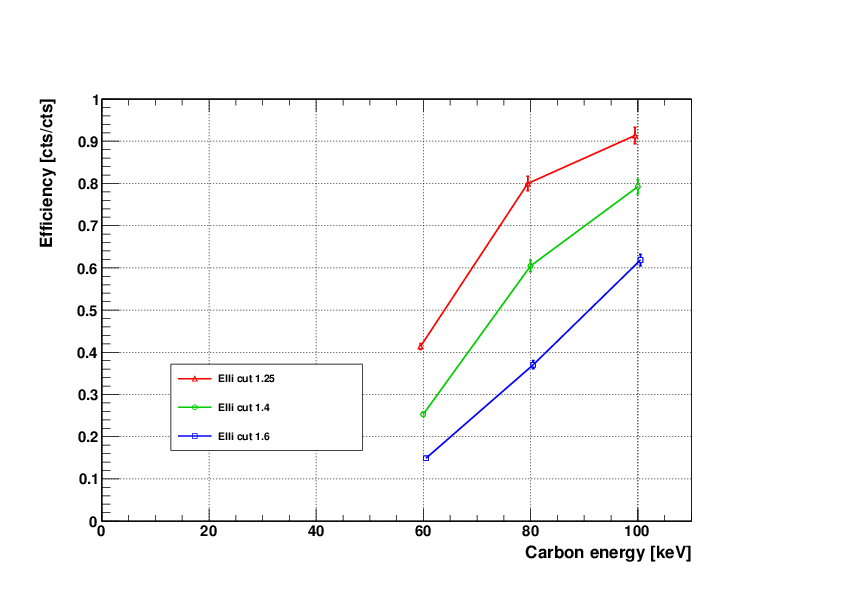 Efficiency [cts/cts]
1
0.9
0.8
0.7
0.6
0.5
0.4
0.3
0.2
0.1
0
Elli cut 1.25
Elli cut 1.4
Elli cut 1.6
0 20 40 60 80 100
Carbon energy [keV]